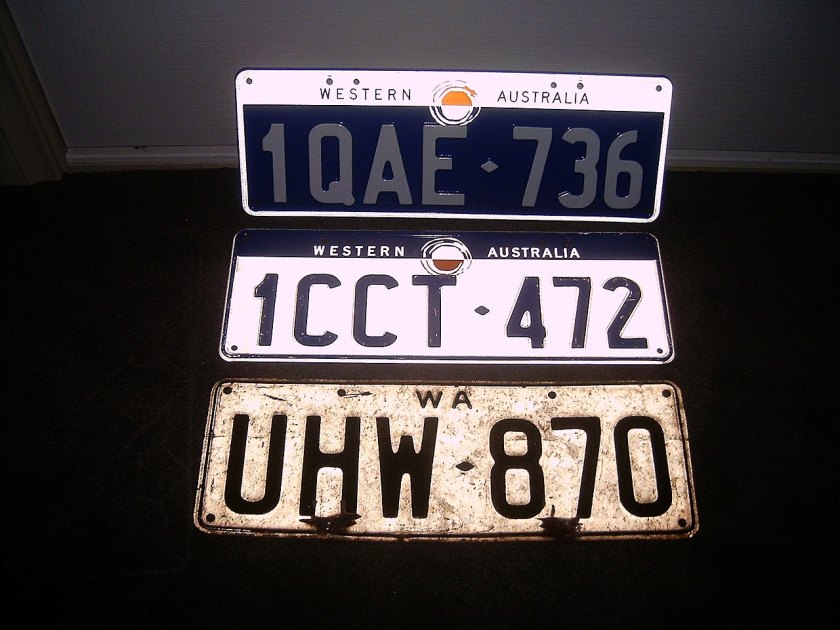 WESTERN AUSTRALIA
1QAE·736
WESTERN AUSTRALIA
1CCT·472
WA
UHW·870